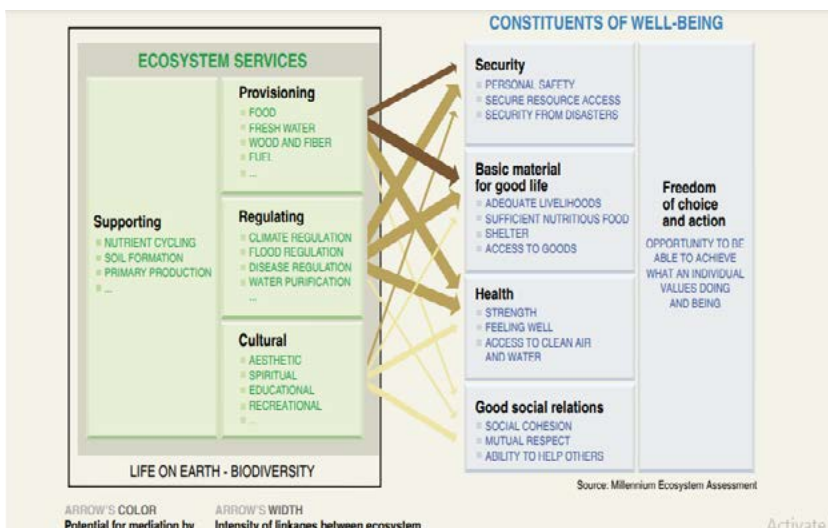 CONSTITUENTS OF WELL-BEING
ECOSYSTEM SERVICES
Supporting
NUTRIENT CYCLING
SOIL FORMATION
PRIMARY PRODUCTION
...
Provisioning
FOOD
FRESH WATER
WOOD AND FIBER
FUEL
...
Regulating
CLIMATE REGULATION
FLOOD REGULATION
DISEASE REGULATION
WATER PURIFICATION
...
Cultural
AESTHETIC
SPIRITUAL
EDUCATIONAL
RECREATIONAL
...
LIFE ON EARTH - BIODIVERSITY
Security
PERSONAL SAFETY
SECURE RESOURCE ACCESS
SECURITY FROM DISASTERS
Basic material
for good life
ADEQUATE LIVELIHOODS
SUFFICIENT NUTRITIOUS FOOD
SHELTER
ACCESS TO GOODS
Health
STRENGTH
FEELING WELL
ACCESS TO CLEAN AIR
AND WATER
Good social relations
SOCIAL COHESION
MUTUAL RESPECT
ABILITY TO HELP OTHERS
Freedom
of choice
and action
OPPORTUNITY TO BE
ABLE TO ACHIEVE
WHAT AN INDIVIDUAL
VALUES DOING
AND BEING
Source: Millennium Ecosystem Assessment
ARROW'S COLOR
Potential for mediation by
ARROW'S WIDTH
Intensity of linkages between ecosystem
Activate